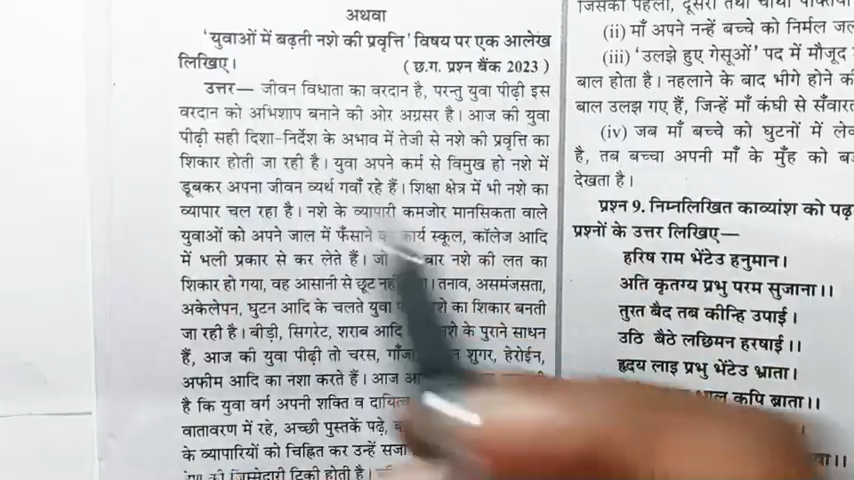 अथवा
'युवाओं में बढ़ती नशे की प्रवृत्ति' विषय पर एक आलेख
लिखिए। (छ.ग. प्रश्न बैंक 2023)
उत्तर— जीवन विधाता का वरदान है, परन्तु युवा पीढ़ी इस
वरदान को अभिशाप बनाने की ओर अग्रसर है। आज की युवा
पीढ़ी सही दिशा-निर्देश के अभाव में तेजी से नशे की प्रवृत्ति का
शिकार होती जा रही है। युवा अपने कर्म से विमुख हो नशे में
डूबकर अपना जीवन व्यर्थ गवाँ रहे हैं। शिक्षा क्षेत्र में भी नशे का
व्यापार चल रहा है। नशे के व्यापारी कमजोर मानसिकता वाले
युवाओं को अपने जाल में फँसाने कार्य स्कूल, कॉलेज आदि
में भली प्रकार से कर लेते हैं। जो बार नशे की लत का
शिकार हो गया, वह आसानी से छूट तनाव, असमंजसता,
अकेलेपन, घुटन आदि के चलते युवा का शिकार बनती
जा रही है। बीड़ी, सिगरेट, शराब आदि नशे के पुराने साधन
हैं, आज की युवा पीढ़ी तो चरस, गाँजा शुगर, हेरोईन,
अफीम आदि का नशा करते हैं। आज
है कि युवा वर्ग अपनी शक्ति व
वातावरण में रहे, अच्छी पुस्तकें पढ़े,
के व्यापारियों को चिह्नित कर उन्हें
की जिम्मेदारी टिकी होती है।
जिसकी पहली, दूसरी तथा चौथी
(ii) माँ अपने नन्हें बच्चे को निर्मल
(iii) 'उलझे हुए गेसूओं' पद में मौजूद
बाल होता है। नहलाने के बाद भीगे होने
बाल उलझ गए हैं, जिन्हें माँ कंघी से
(iv) जब माँ बच्चे को घुटनों में
है, तब बच्चा अपनी माँ के मुँह को
देखता है।
प्रश्न 9. निम्नलिखित काव्यांश को
प्रश्नों के उत्तर लिखिए—
हरिष राम भेंटेउ हनुमान।
अति कृतग्य प्रभु परम सुजाना।।
तुरत बैद तब कीन्हि उपाई।
उठि बैठे लछिमन हरषाई।।
हृदय लाइ प्रभु भेंटेउ भ्राता।
कपि ब्राता।।